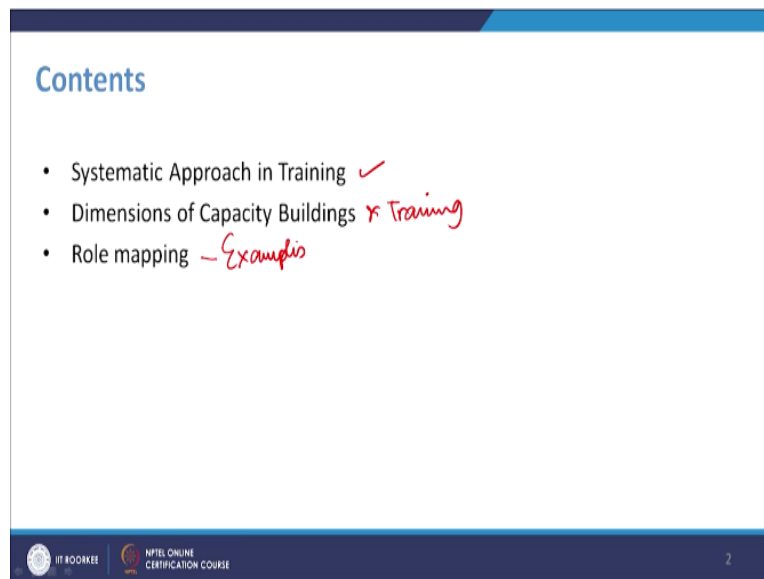 Contents
• Systematic Approach in Training ✓
• Dimensions of Capacity Buildings * Training
• Role mapping – Examples
IIT ROORKEE NPTEL ONLINE
CERTIFICATION COURSE
2